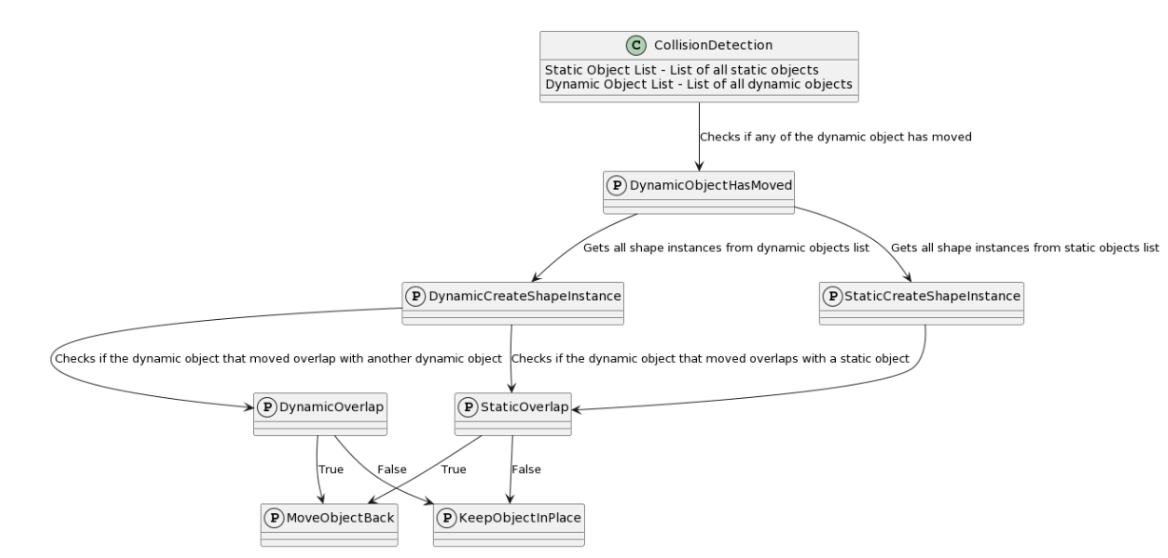 C CollisionDetection
Static Object List - List of all static objects
Dynamic Object List - List of all dynamic objects
Checks if any of the dynamic object has moved
P DynamicObjectHasMoved
Gets all shape instances from dynamic objects list
Gets all shape instances from static objects list
P DynamicCreateShapeInstance
P StaticCreateShapeInstance
Checks if the dynamic object that moved overlap with another dynamic object
Checks if the dynamic object that moved overlaps with a static object
P DynamicOverlap
P StaticOverlap
True
False
True
False
P MoveObjectBack
P KeepObjectInPlace